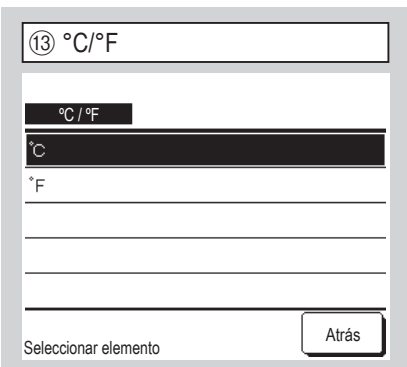 ⑬ °C/°F
ºC / ºF
°C
°F
Seleccionar elemento
Atrás